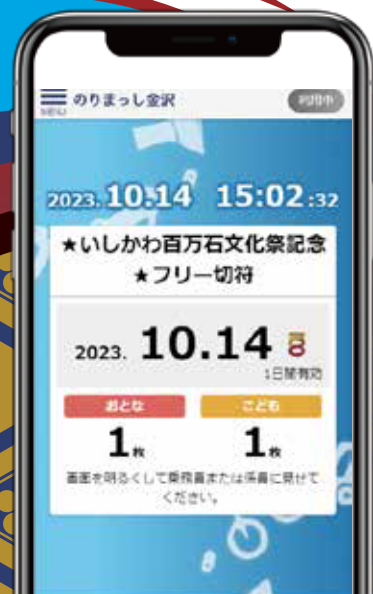 のりまっし金沢
MENU
利用中
2023.10.14 15:02:32
★いしかわ百万石文化祭記念
★フリー切符
2023. 10.14
1日間有効
おとな こども
1枚 1枚
画面を明るくして乗務員または係員に見せて
ください。